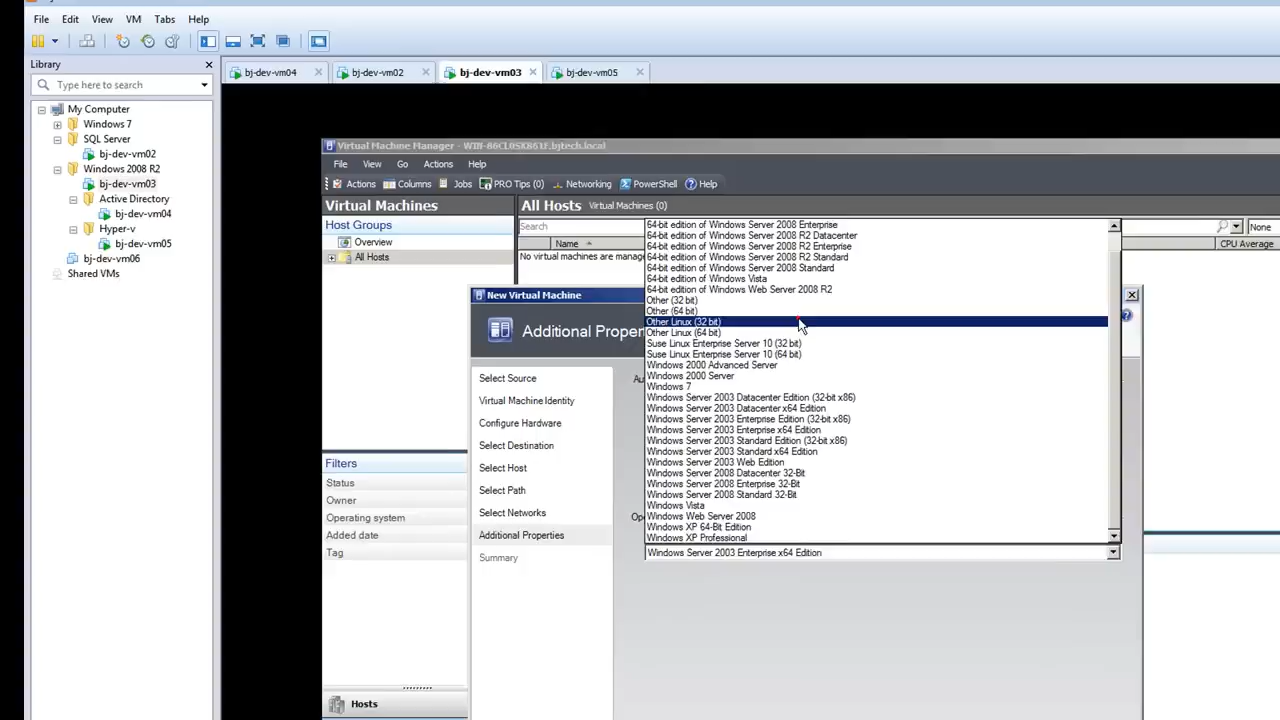 File Edit View VM Tabs Help
Library
Type here to search
My Computer
Windows 7
SQL Server
bj-dev-vm02
Windows 2008 R2
bj-dev-vm03
Active Directory
bj-dev-vm04
Hyper-v
bj-dev-vm05
bj-dev-vm06
Shared VMs
bj-dev-vm04 bj-dev-vm02 bj-dev-vm03 bj-dev-vm05
File View Go Actions Help
Actions Columns Jobs PRO Tips (0) Networking PowerShell Help
Virtual Machines
Host Groups
Overview
All Hosts
All Hosts Virtual Machines (0)
Search
None
Name
CPU Average
No virtual machines are manag
Filters
Status
Owner
Operating system
Added date
Tag
Hosts
New Virtual Machine
Additional Proper
Select Source
Virtual Machine Identity
Configure Hardware
Select Destination
Select Host
Select Path
Select Networks
Additional Properties
Summary
Au
Ope
64-bit edition of Windows Server 2008 Enterprise
64-bit edition of Windows Server 2008 R2 Datacenter
64-bit edition of Windows Server 2008 R2 Enterprise
64-bit edition of Windows Server 2008 R2 Standard
64-bit edition of Windows Server 2008 Standard
64-bit edition of Windows Vista
64-bit edition of Windows Web Server 2008 R2
Other (32 bit)
Other (64 bit)
Other Linux (32 bit)
Other Linux (64 bit)
Suse Linux Enterprise Server 10 (32 bit)
Suse Linux Enterprise Server 10 (64 bit)
Windows 2000 Advanced Server
Windows 2000 Server
Windows 7
Windows Server 2003 Datacenter Edition (32-bit x86)
Windows Server 2003 Datacenter x64 Edition
Windows Server 2003 Enterprise Edition (32-bit x86)
Windows Server 2003 Enterprise x64 Edition
Windows Server 2003 Standard Edition (32-bit x86)
Windows Server 2003 Standard x64 Edition
Windows Server 2003 Web Edition
Windows Server 2008 Datacenter 32-Bit
Windows Server 2008 Enterprise 32-Bit
Windows Server 2008 Standard 32-Bit
Windows Vista
Windows Web Server 2008
Windows XP 64-Bit Edition
Windows XP Professional
Windows Server 2003 Enterprise x64 Edition